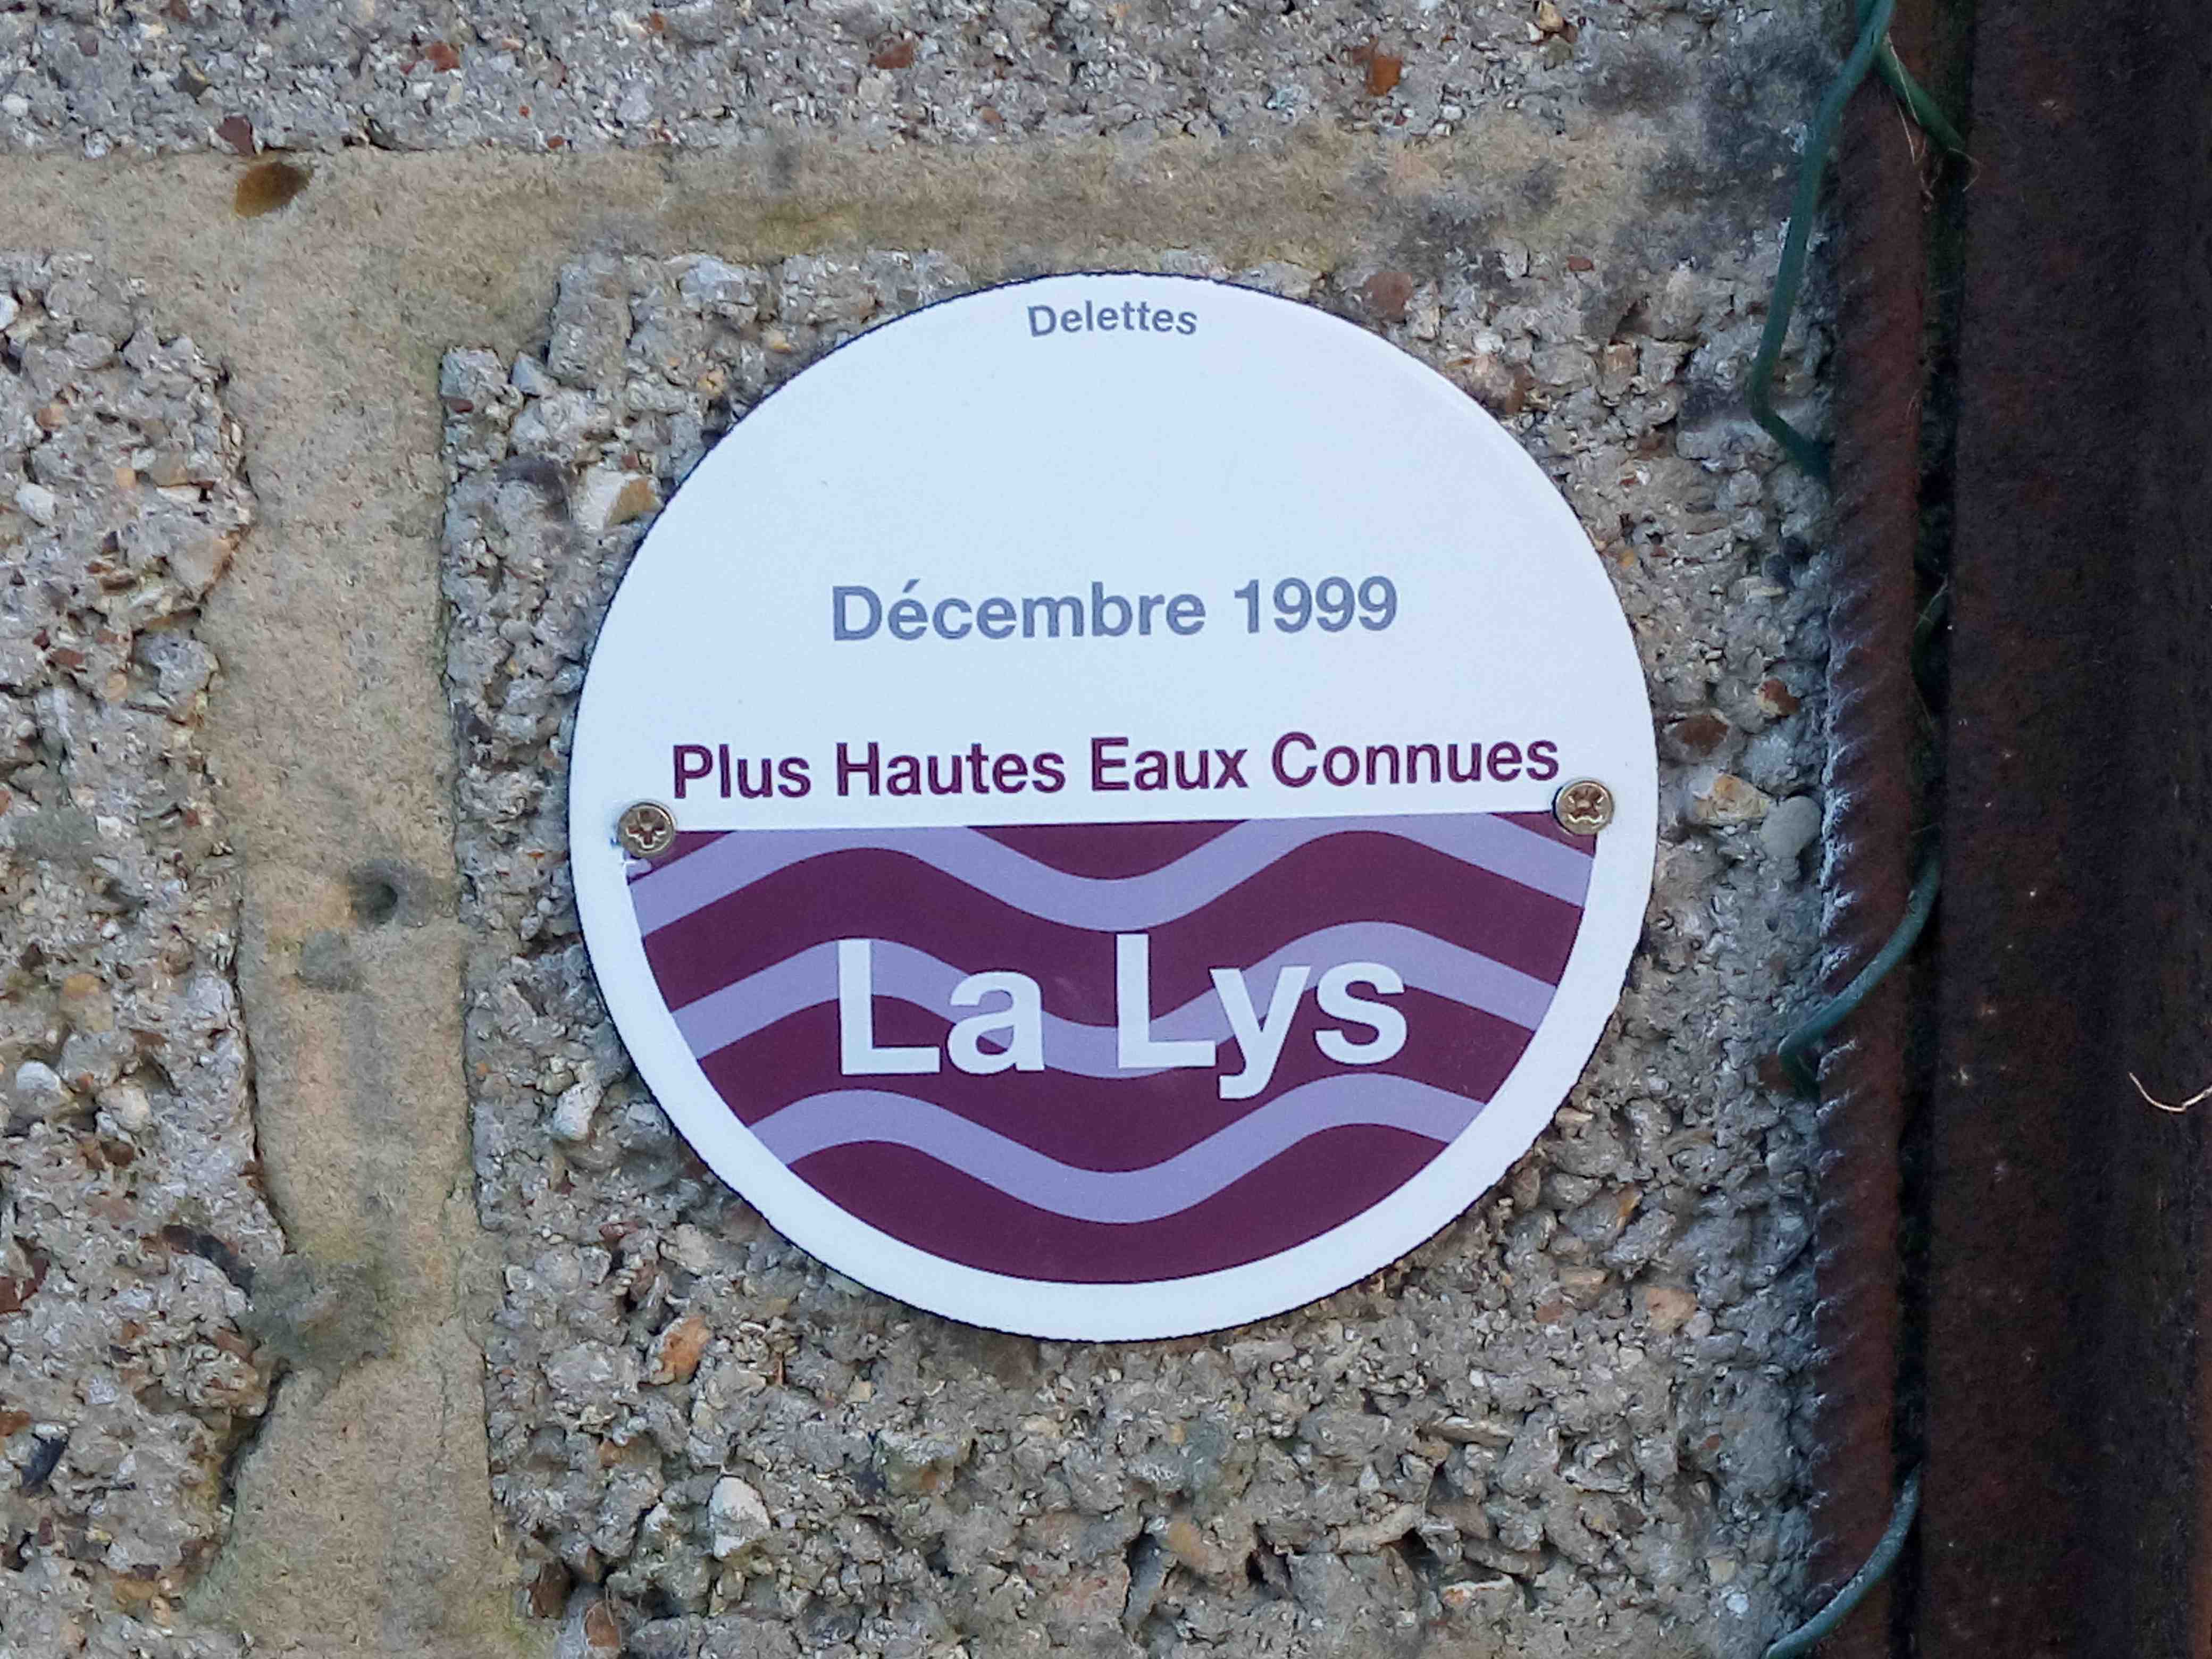 Delettes
Décembre 1999
Plus Hautes Eaux Connues
La Lys